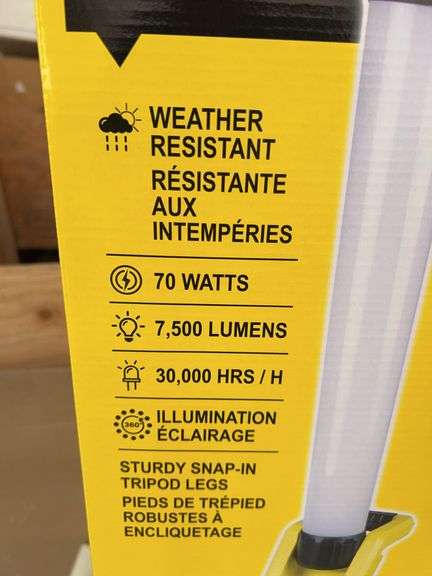 WEATHER
RESISTANT
RÉSISTANTE
AUX
INTEMPÉRIES
70 WATTS
7,500 LUMENS
30,000 HRS / H
360°
ILLUMINATION
ÉCLAIRAGE
STURDY SNAP-IN
TRIPOD LEGS
PIEDS DE TRÉPIED
ROBUSTES À
ENCLIQUETAGE